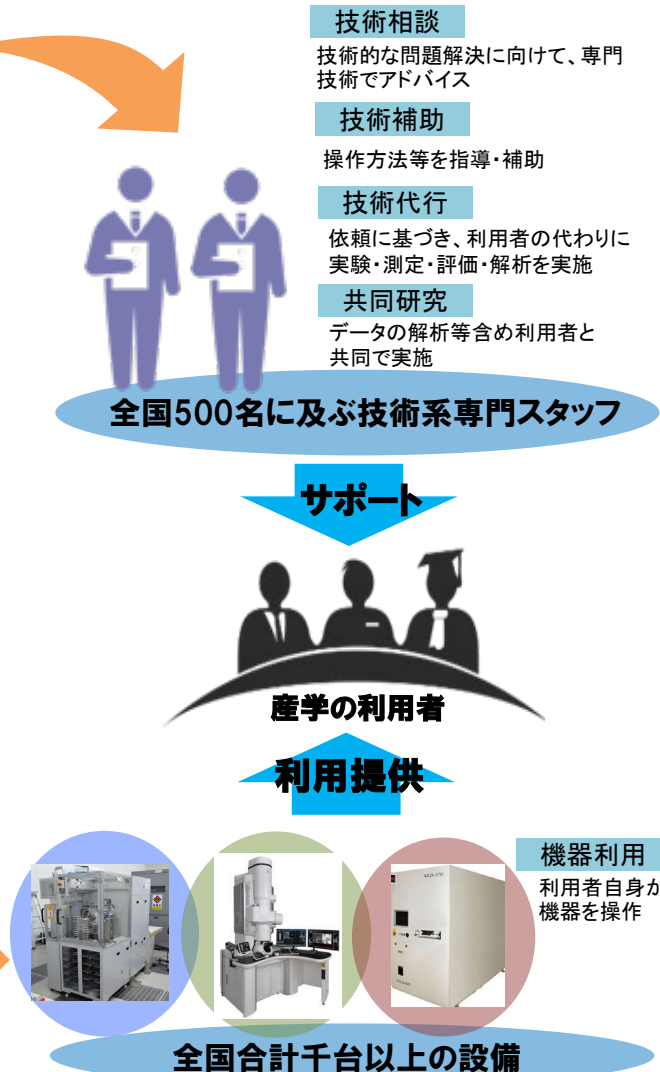 技術相談
技術的な問題解決に向けて、専門
技術でアドバイス
技術補助
操作方法等を指導・補助
技術代行
依頼に基づき、利用者の代わりに
実験・測定・評価・解析を実施
共同研究
データの解析等含め利用者と
共同で実施
全国500名に及ぶ技術系専門スタッフ
サポート
産学の利用者
利用提供
機器利用
利用者自身が
機器を操作
全国合計千台以上の設備